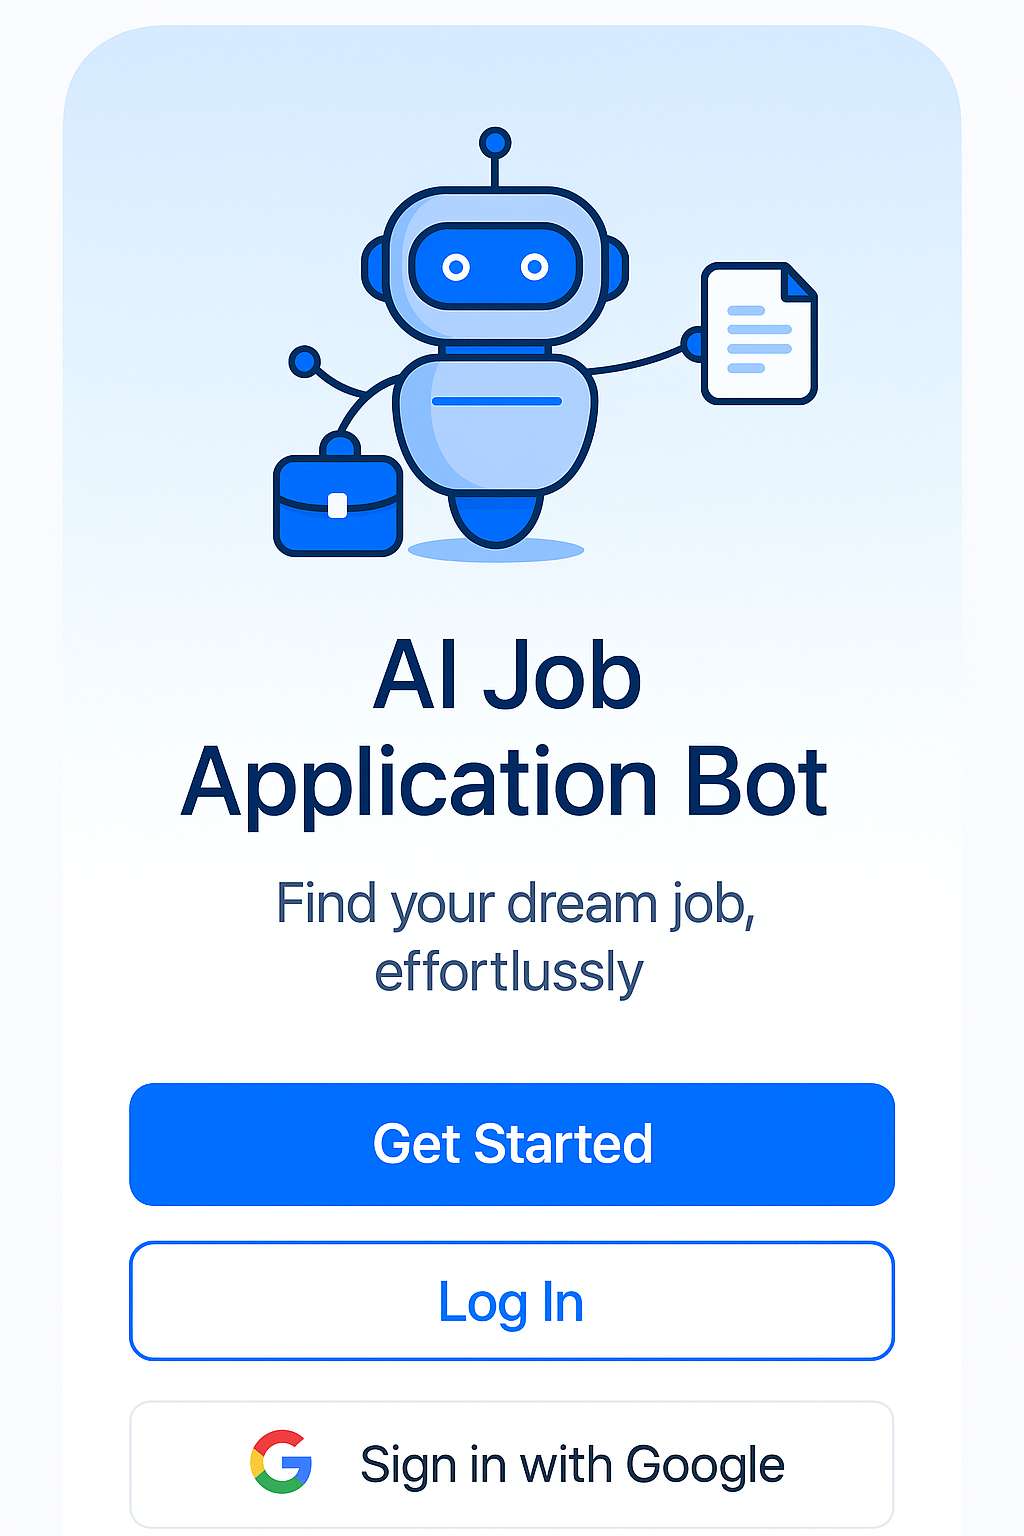 AI Job
Application Bot
Find your dream job,
effortlussly
Get Started
Log In
Sign in with Google